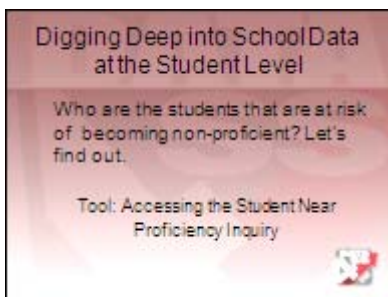 Digging Deep into School Data
at the Student Level
Who are the students that are at risk
of becoming non-proficient? Let's
find out.
Tool: Accessing the Student Near
Proficiency Inquiry